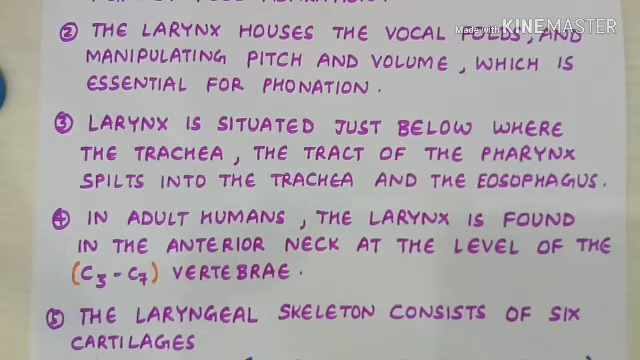 Made with KINEMASTER
② THE LARYNX HOUSES THE VOCAL FOLDS, AND
MANIPULATING PITCH AND VOLUME, WHICH IS
ESSENTIAL FOR PHONATION.
③ LARYNX IS SITUATED JUST BELOW WHERE
THE TRACHEA, THE TRACT OF THE PHARYNX
SPILTS INTO THE TRACHEA AND THE EOSOPHAGUS.
④ IN ADULT HUMANS, THE LARYNX IS FOUND
IN THE ANTERIOR NECK AT THE LEVEL OF THE
(C3-C7) VERTEBRAE.
⑤ THE LARYNGEAL SKELETON CONSISTS OF SIX
CARTILAGES